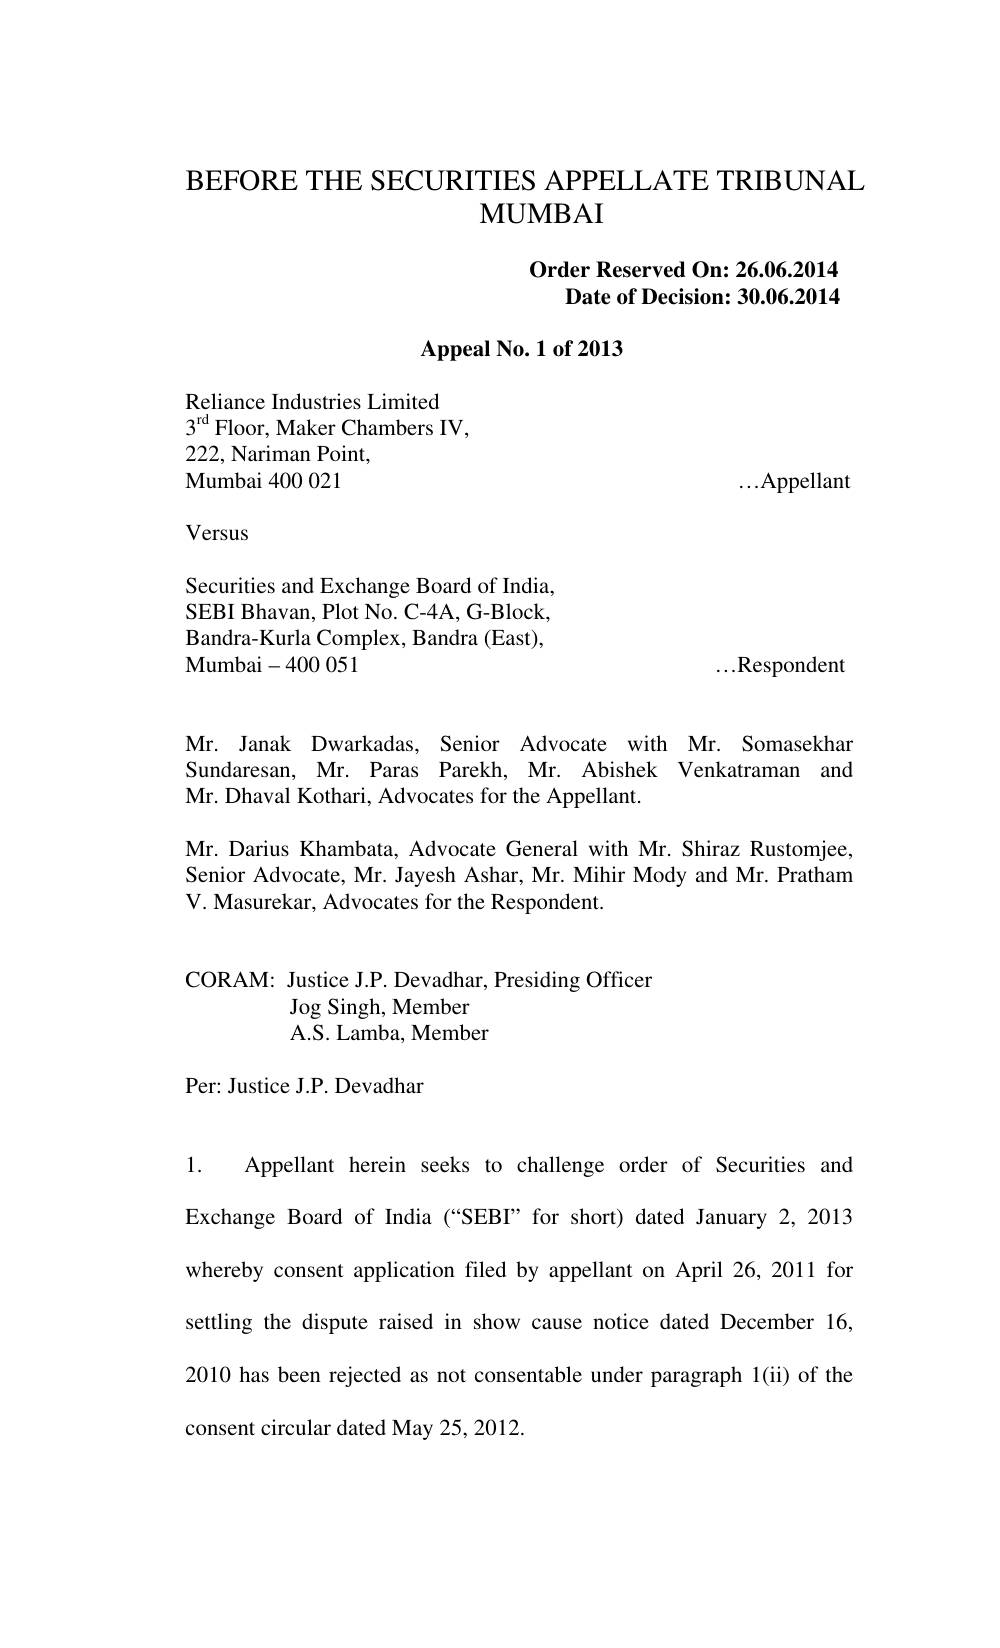 BEFORE THE SECURITIES APPELLATE TRIBUNAL
MUMBAI
Order Reserved On: 26.06.2014
Date of Decision: 30.06.2014
Appeal No. 1 of 2013
Reliance Industries Limited
3rd Floor, Maker Chambers IV,
222, Nariman Point,
Mumbai 400 021 …Appellant
Versus
Securities and Exchange Board of India,
SEBI Bhavan, Plot No. C-4A, G-Block,
Bandra-Kurla Complex, Bandra (East),
Mumbai – 400 051 …Respondent
Mr. Janak Dwarkadas, Senior Advocate with Mr. Somasekhar
Sundaresan, Mr. Paras Parekh, Mr. Abishek Venkatraman and
Mr. Dhaval Kothari, Advocates for the Appellant.
Mr. Darius Khambata, Advocate General with Mr. Shiraz Rustomjee,
Senior Advocate, Mr. Jayesh Ashar, Mr. Mihir Mody and Mr. Pratham
V. Masurekar, Advocates for the Respondent.
CORAM: Justice J.P. Devadhar, Presiding Officer
Jog Singh, Member
A.S. Lamba, Member
Per: Justice J.P. Devadhar
1. Appellant herein seeks to challenge order of Securities and
Exchange Board of India (“SEBI” for short) dated January 2, 2013
whereby consent application filed by appellant on April 26, 2011 for
settling the dispute raised in show cause notice dated December 16,
2010 has been rejected as not consentable under paragraph 1(ii) of the
consent circular dated May 25, 2012.